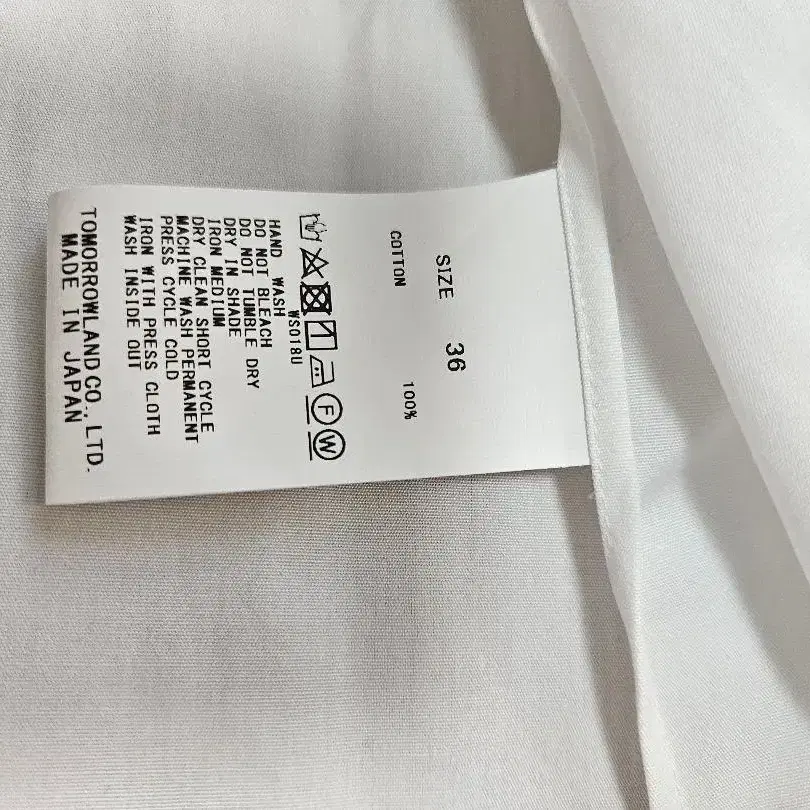 SIZE 36
COTTON 100%
F W
WS018U
HAND WASH
DO NOT BLEACH
DO NOT TUMBLE DRY
DRY IN SHADE
IRON MEDIUM
DRY CLEAN SHORT CYCLE
MACHINE WASH PERMANENT
PRESS CYCLE COLD
IRON WITH PRESS CLOTH
WASH INSIDE OUT
TOMORROWLAND CO., LTD.
MADE IN JAPAN